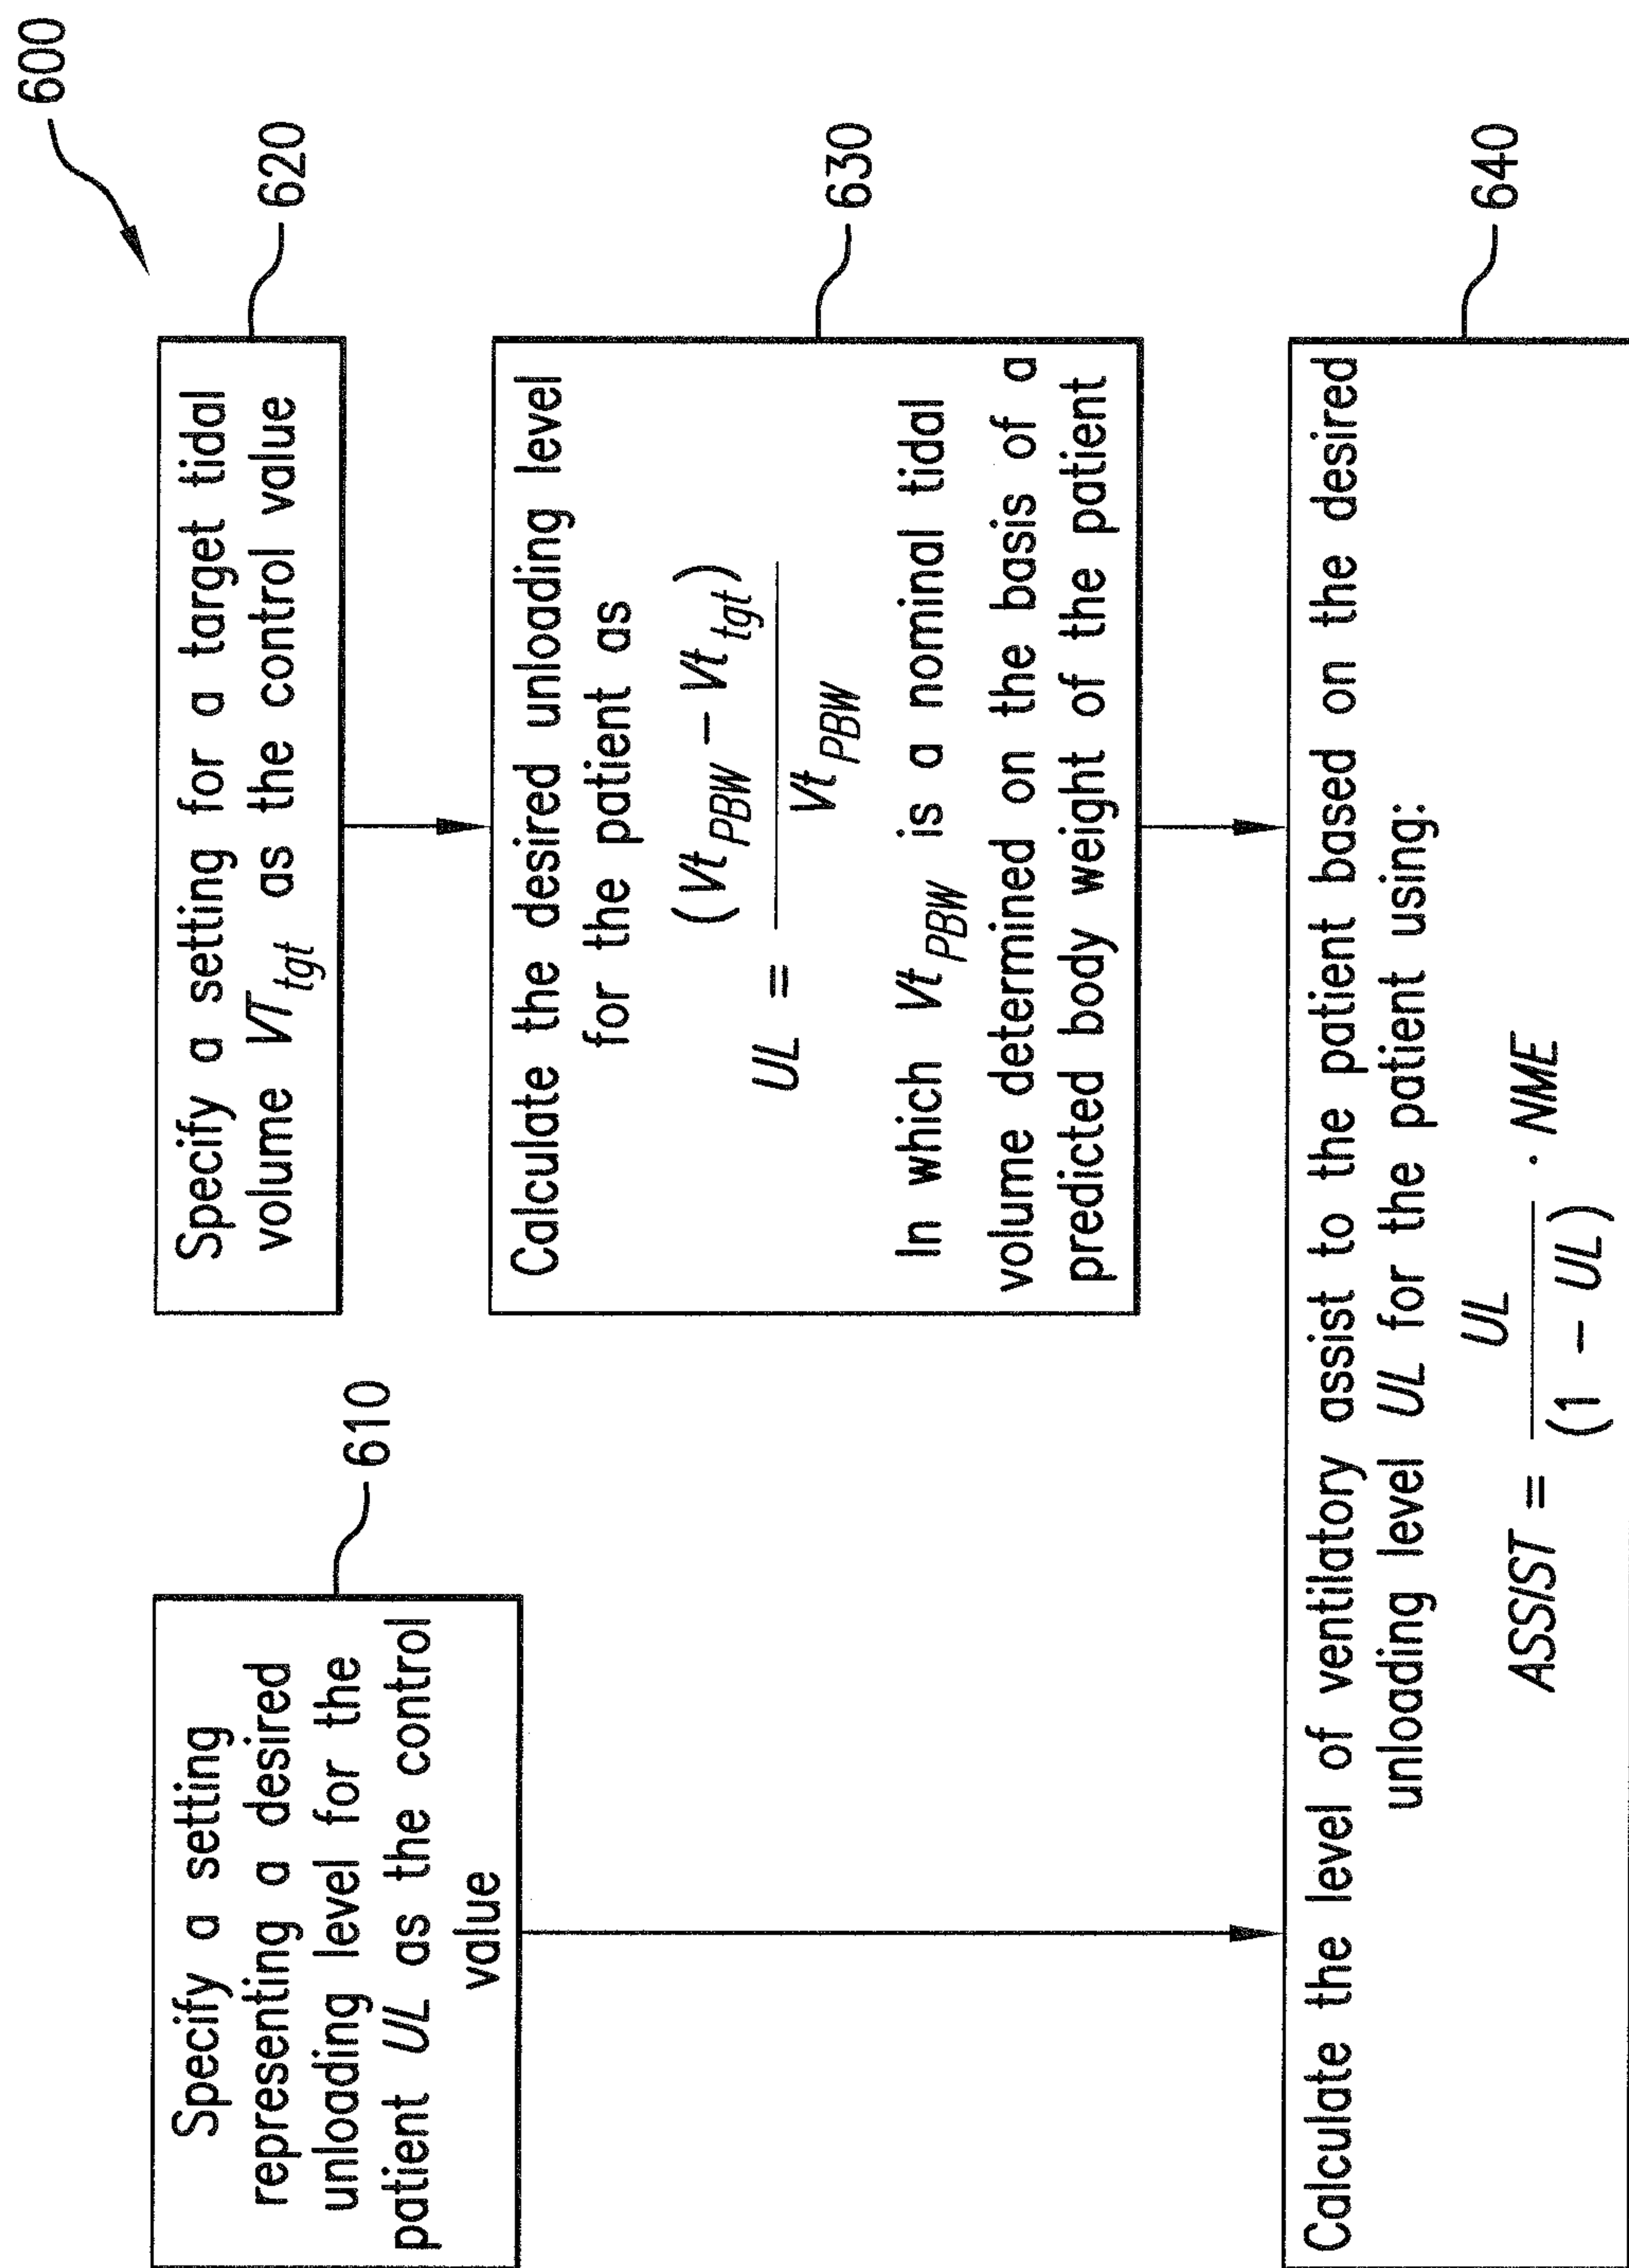 600
610
Specify a setting
representing a desired
unloading level for the
patient UL as the control
value
620
Specify a setting for a target tidal
volume VT_tgt as the control value
630
Calculate the desired unloading level
for the patient as
UL = (Vt_PBW − Vt_tgt) / Vt_PBW
In which Vt_PBW is a nominal tidal
volume determined on the basis of a
predicted body weight of the patient
640
Calculate the level of ventilatory assist to the patient based on the desired
unloading level UL for the patient using:
ASSIST = UL / (1 − UL) · NME